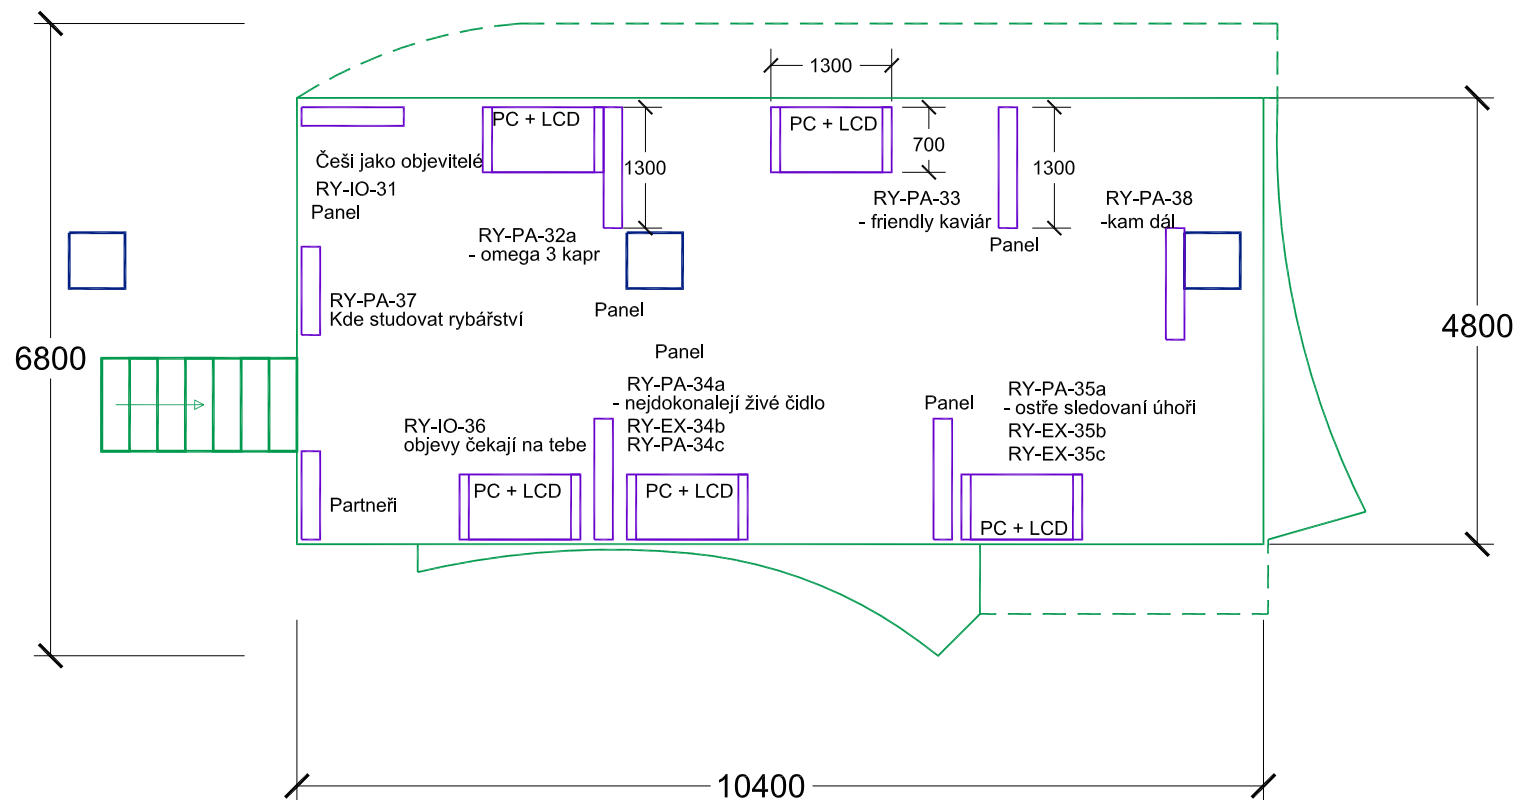 1300
PC + LCD
PC + LCD
700
1300
1300
Češi jako objevitelé
RY-IO-31
Panel
RY-PA-33
- friendly kaviár
RY-PA-38
-kam dál
RY-PA-32a
- omega 3 kapr
Panel
RY-PA-37
Kde studovat rybářství
Panel
4800
6800
Panel
RY-PA-34a
- nejdokonalejí živé čidlo
RY-EX-34b
RY-PA-34c
RY-PA-35a
- ostře sledovaní úhoři
RY-EX-35b
RY-EX-35c
Panel
RY-IO-36
objevy čekají na tebe
PC + LCD
PC + LCD
Partneři
PC + LCD
10400